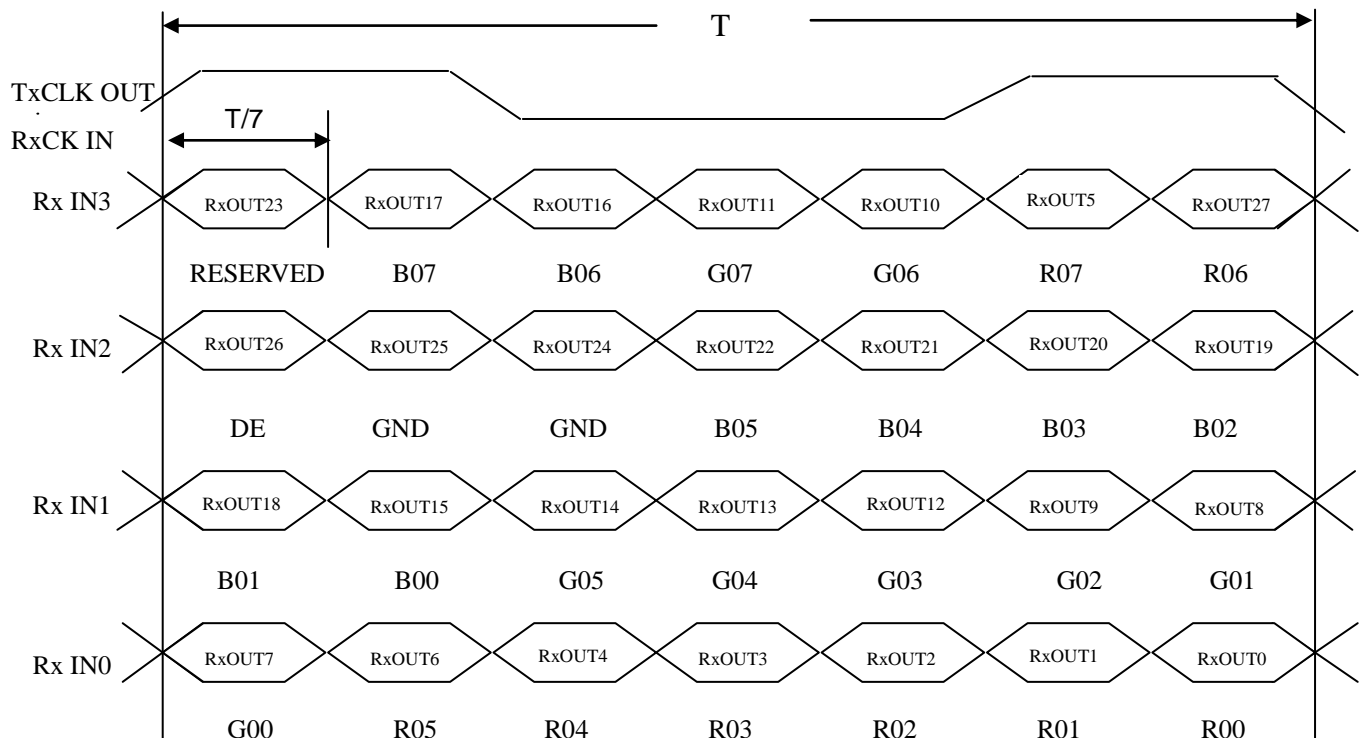 T
TxCLK OUT
T/7
RxCK IN
Rx IN3 RxOUT23 RxOUT17 RxOUT16 RxOUT11 RxOUT10 RxOUT5 RxOUT27
RESERVED B07 B06 G07 G06 R07 R06
Rx IN2 RxOUT26 RxOUT25 RxOUT24 RxOUT22 RxOUT21 RxOUT20 RxOUT19
DE GND GND B05 B04 B03 B02
Rx IN1 RxOUT18 RxOUT15 RxOUT14 RxOUT13 RxOUT12 RxOUT9 RxOUT8
B01 B00 G05 G04 G03 G02 G01
Rx IN0 RxOUT7 RxOUT6 RxOUT4 RxOUT3 RxOUT2 RxOUT1 RxOUT0
G00 R05 R04 R03 R02 R01 R00